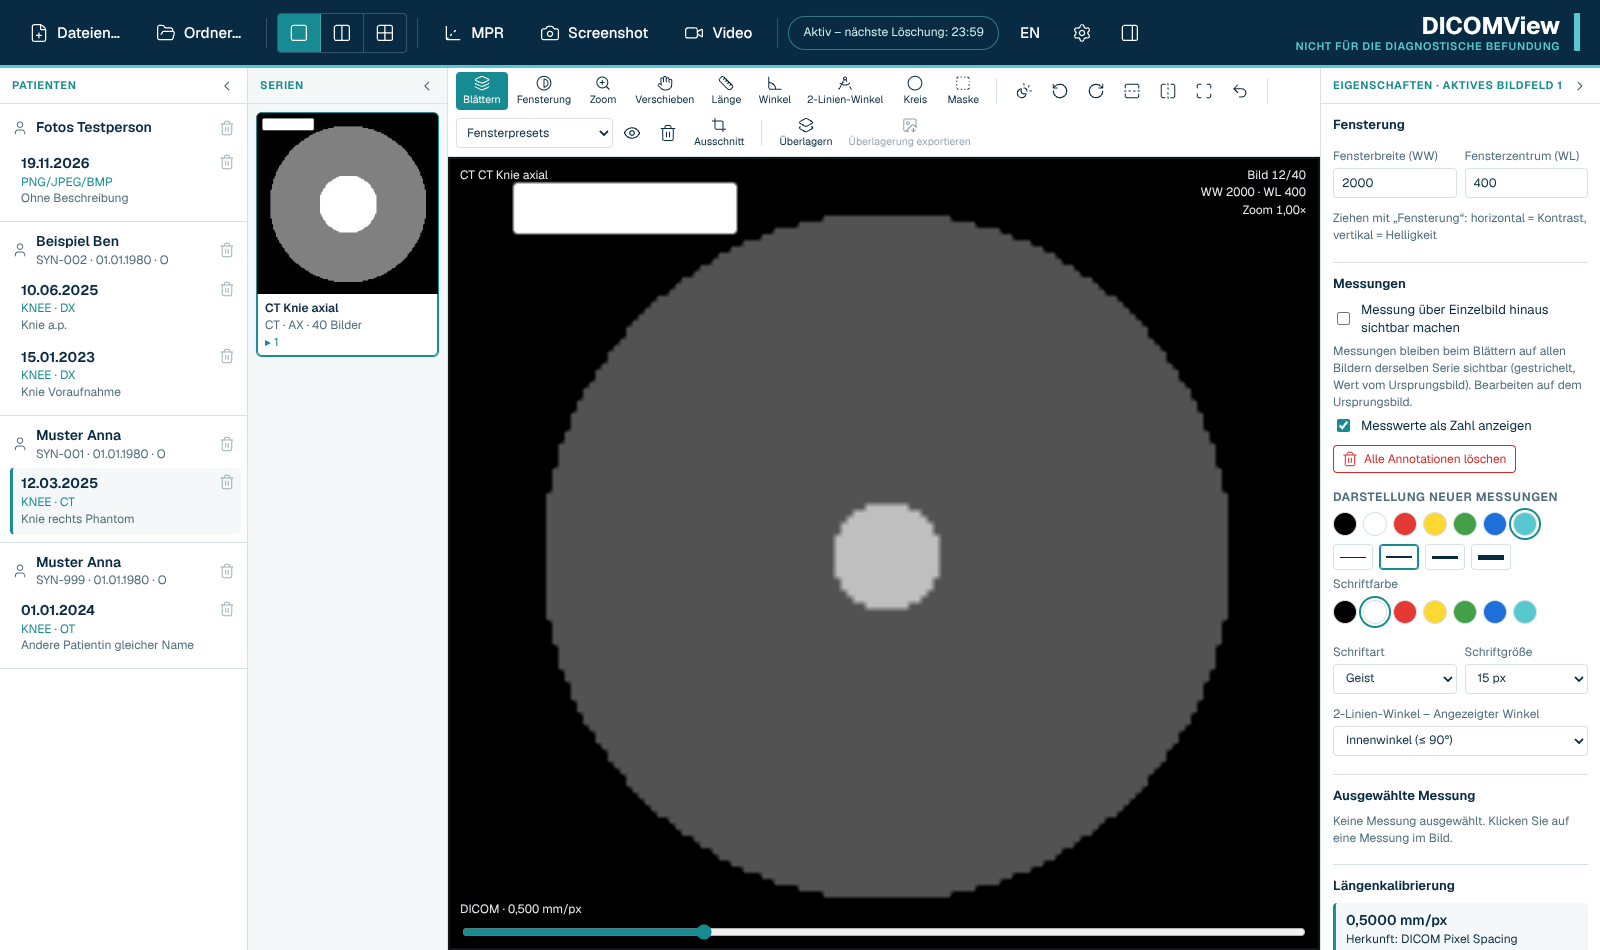 Dateien...
Ordner...
MPR
Screenshot
Video
Aktiv – nächste Löschung: 23:59
EN
DICOMView
NICHT FÜR DIE DIAGNOSTISCHE BEFUNDUNG
PATIENTEN
Fotos Testperson
19.11.2026
PNG/JPEG/BMP
Ohne Beschreibung
Beispiel Ben
SYN-002 · 01.01.1980 · O
10.06.2025
KNEE · DX
Knie a.p.
15.01.2023
KNEE · DX
Knie Voraufnahme
Muster Anna
SYN-001 · 01.01.1980 · O
12.03.2025
KNEE · CT
Knie rechts Phantom
Muster Anna
SYN-999 · 01.01.1980 · O
01.01.2024
KNEE · OT
Andere Patientin gleicher Name
SERIEN
CT Knie axial
CT · AX · 40 Bilder
▸ 1
Blättern
Fensterung
Zoom
Verschieben
Länge
Winkel
2-Linien-Winkel
Kreis
Maske
Fensterpresets
Ausschnitt
Überlagern
Überlagerung exportieren
CT CT Knie axial
Bild 12/40
WW 2000 · WL 400
Zoom 1,00×
DICOM · 0,500 mm/px
EIGENSCHAFTEN · AKTIVES BILDFELD 1
Fensterung
Fensterbreite (WW)
Fensterzentrum (WL)
2000
400
Ziehen mit „Fensterung“: horizontal = Kontrast,
vertikal = Helligkeit
Messungen
Messung über Einzelbild hinaus
sichtbar machen
Messungen bleiben beim Blättern auf allen
Bildern derselben Serie sichtbar (gestrichelt,
Wert vom Ursprungsbild). Bearbeiten auf dem
Ursprungsbild.
Messwerte als Zahl anzeigen
Alle Annotationen löschen
DARSTELLUNG NEUER MESSUNGEN
Schriftfarbe
Schriftart
Schriftgröße
Geist
15 px
2-Linien-Winkel – Angezeigter Winkel
Innenwinkel (≤ 90°)
Ausgewählte Messung
Keine Messung ausgewählt. Klicken Sie auf
eine Messung im Bild.
Längenkalibrierung
0,5000 mm/px
Herkunft: DICOM Pixel Spacing